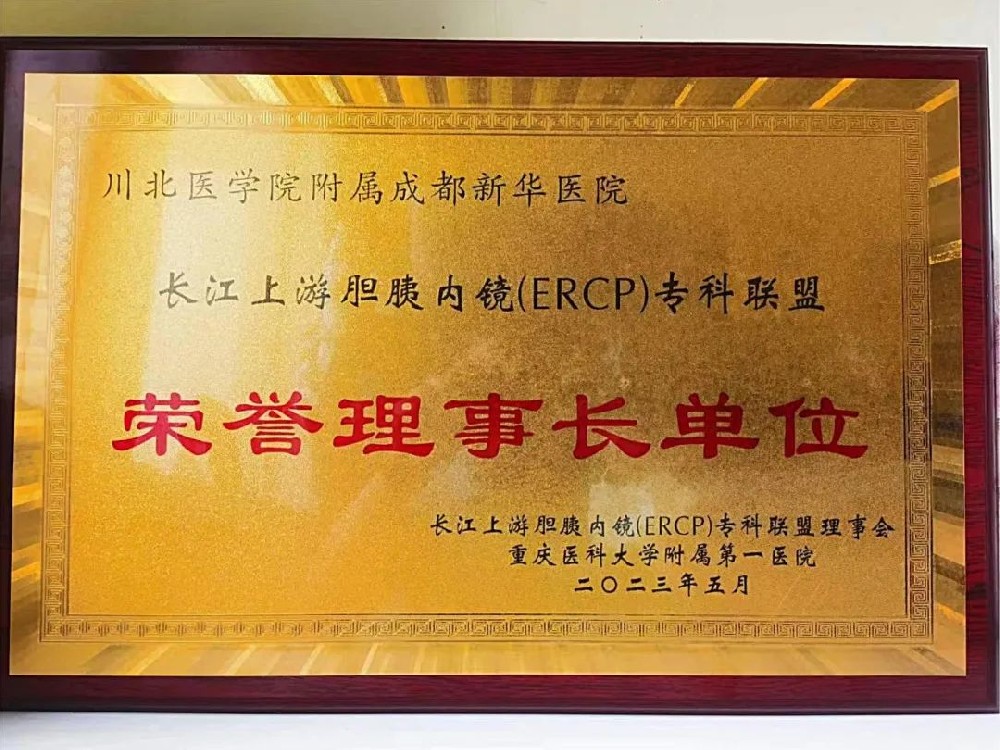 川北医学院附属成都新华医院
长江上游胆胰内镜(ERCP)专科联盟
荣誉理事长单位
长江上游胆胰内镜(ERCP)专科联盟理事会
重庆医科大学附属第一医院
二〇二三年五月